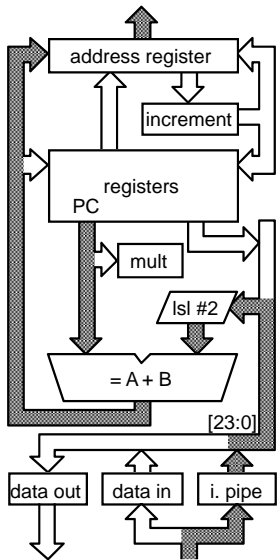 address register
increment
registers
PC
mult
lsl #2
= A + B
[23:0]
data out
data in
i. pipe